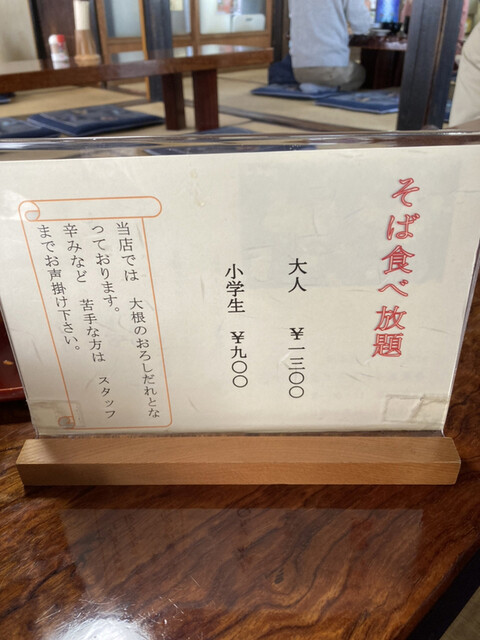 そば食べ放題
大人　￥一三〇〇
小学生　￥九〇〇
当店では　大根のおろしだれとな
っております。
辛みなど　苦手な方は　スタッフ
までお声掛け下さい。